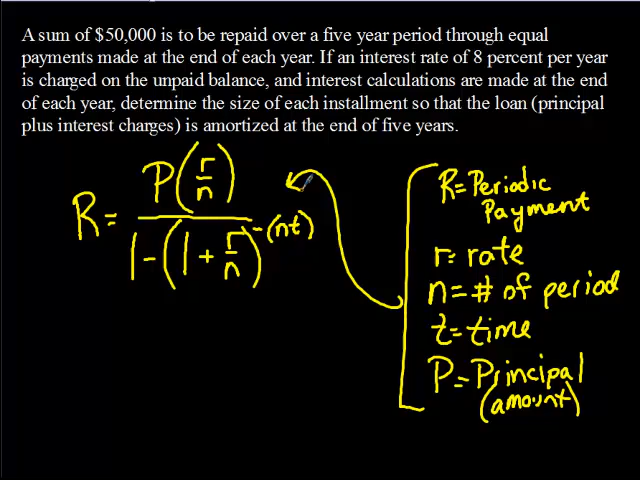 A sum of $50,000 is to be repaid over a five year period through equal
payments made at the end of each year. If an interest rate of 8 percent per year
is charged on the unpaid balance, and interest calculations are made at the end
of each year, determine the size of each installment so that the loan (principal
plus interest charges) is amortized at the end of five years.
R = P(r/n) / 1 - (1 + r/n)^-(nt)
R = Periodic
Payment
r = rate
n = # of period
t = time
P = Principal
(amount)